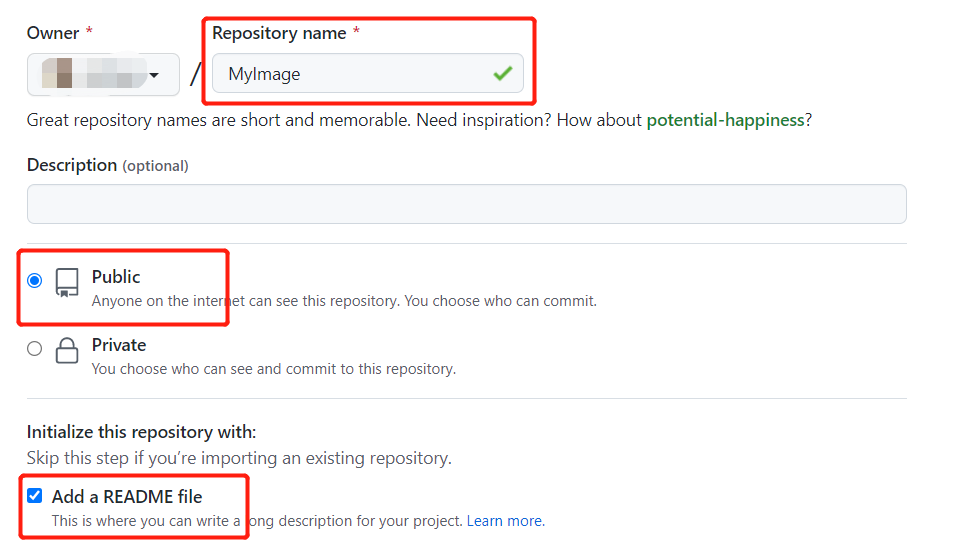 Owner * Repository name *
/ MyImage
Great repository names are short and memorable. Need inspiration? How about potential-happiness?
Description (optional)
Public
Anyone on the internet can see this repository. You choose who can commit.
Private
You choose who can see and commit to this repository.
Initialize this repository with:
Skip this step if you’re importing an existing repository.
Add a README file
This is where you can write a long description for your project. Learn more.